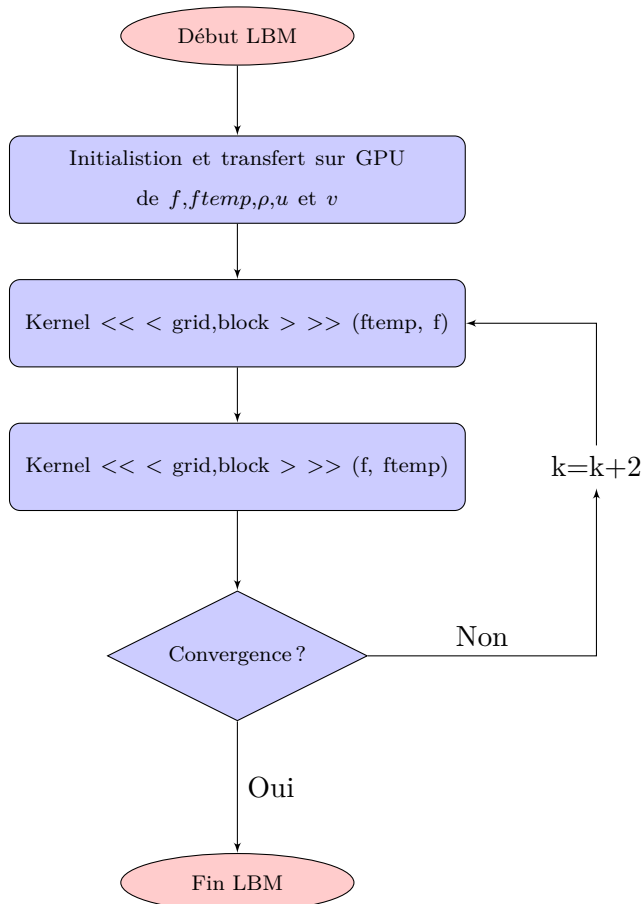 Début LBM
Initialistion et transfert sur GPU
de f,ftemp,ρ,u et v
Kernel << < grid,block > >> (ftemp, f)
Kernel << < grid,block > >> (f, ftemp)
k=k+2
Convergence ?
Non
Oui
Fin LBM